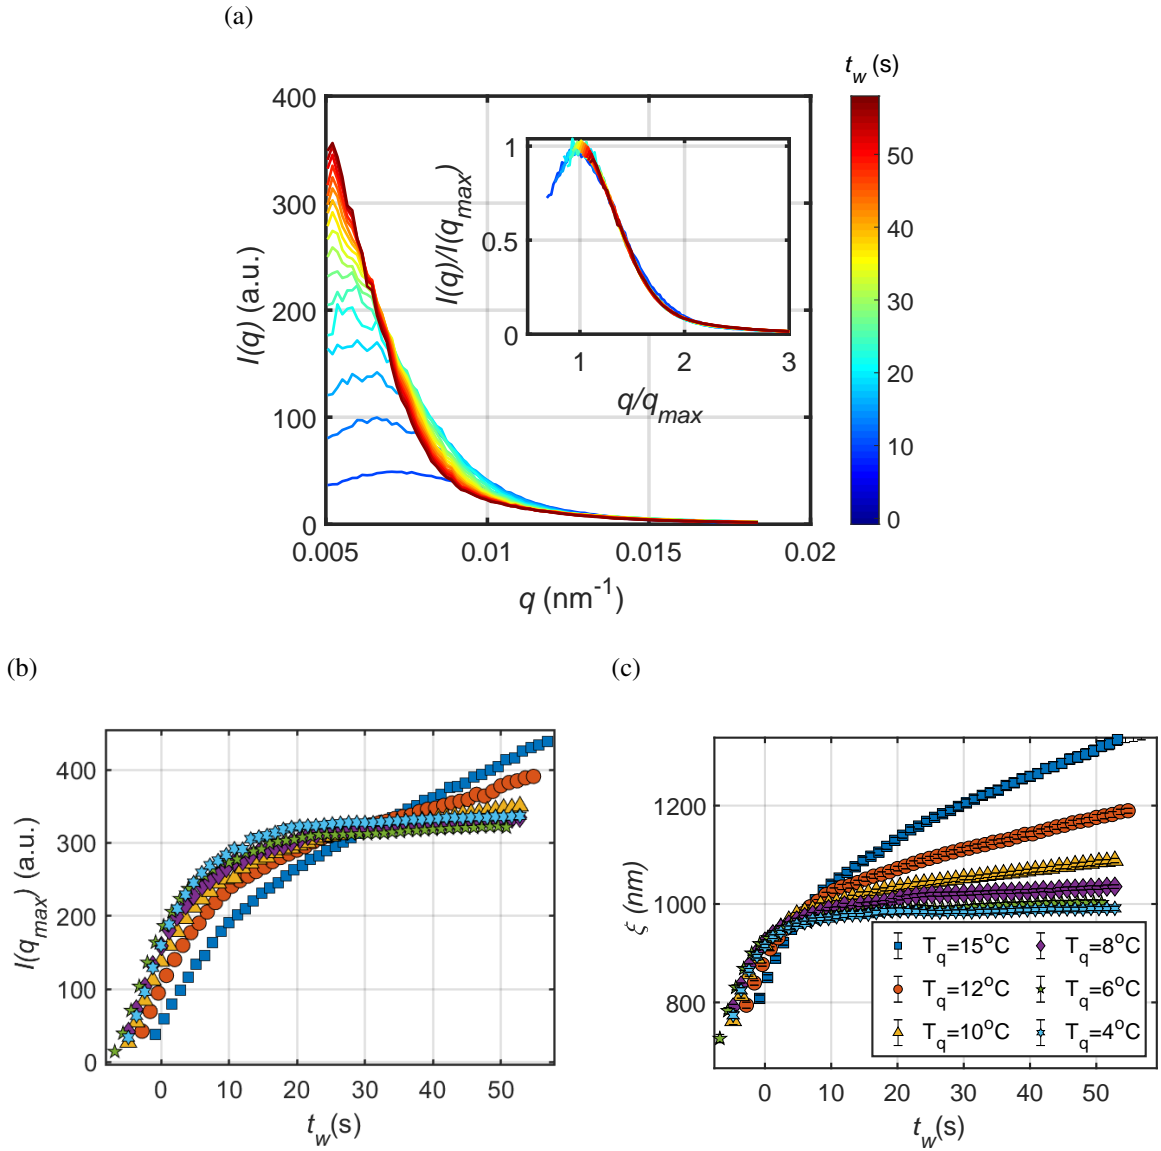 (a)
t_w (s)
400
300
200
100
0
I(q) (a.u.)
0.005
0.01
0.015
0.02
q (nm⁻¹)
1
0.5
0
I(q)/I(q_max)
1
2
3
q/q_max
50
40
30
20
10
0
(b)
400
300
200
100
0
I(q_max) (a.u.)
0
10
20
30
40
50
t_w(s)
(c)
1200
1000
800
ξ (nm)
0
10
20
30
40
50
t_w(s)
T_q=15°C
T_q=8°C
T_q=12°C
T_q=6°C
T_q=10°C
T_q=4°C